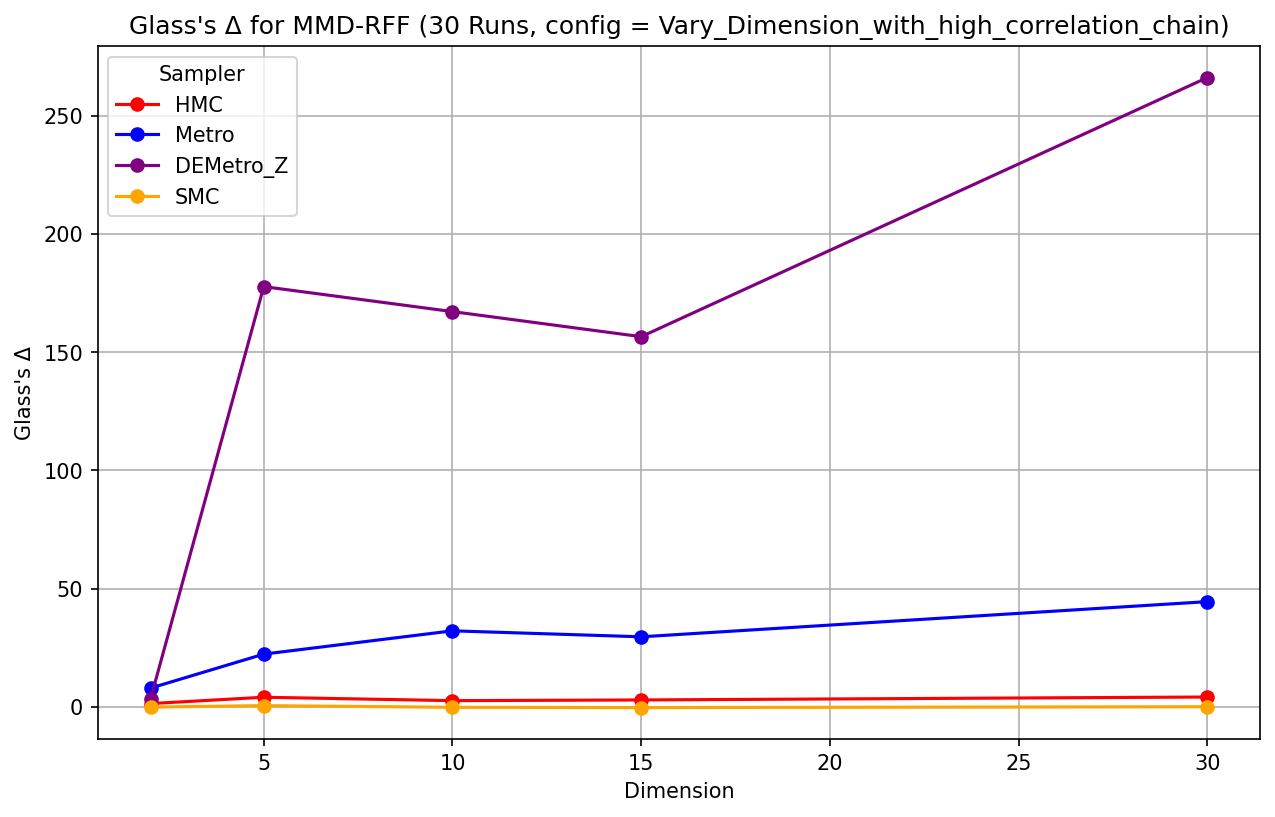 Glass's Δ for MMD-RFF (30 Runs, config = Vary_Dimension_with_high_correlation_chain)
Sampler
HMC
Metro
DEMetro_Z
SMC
250
200
150
100
50
0
Glass's Δ
5 10 15 20 25 30
Dimension